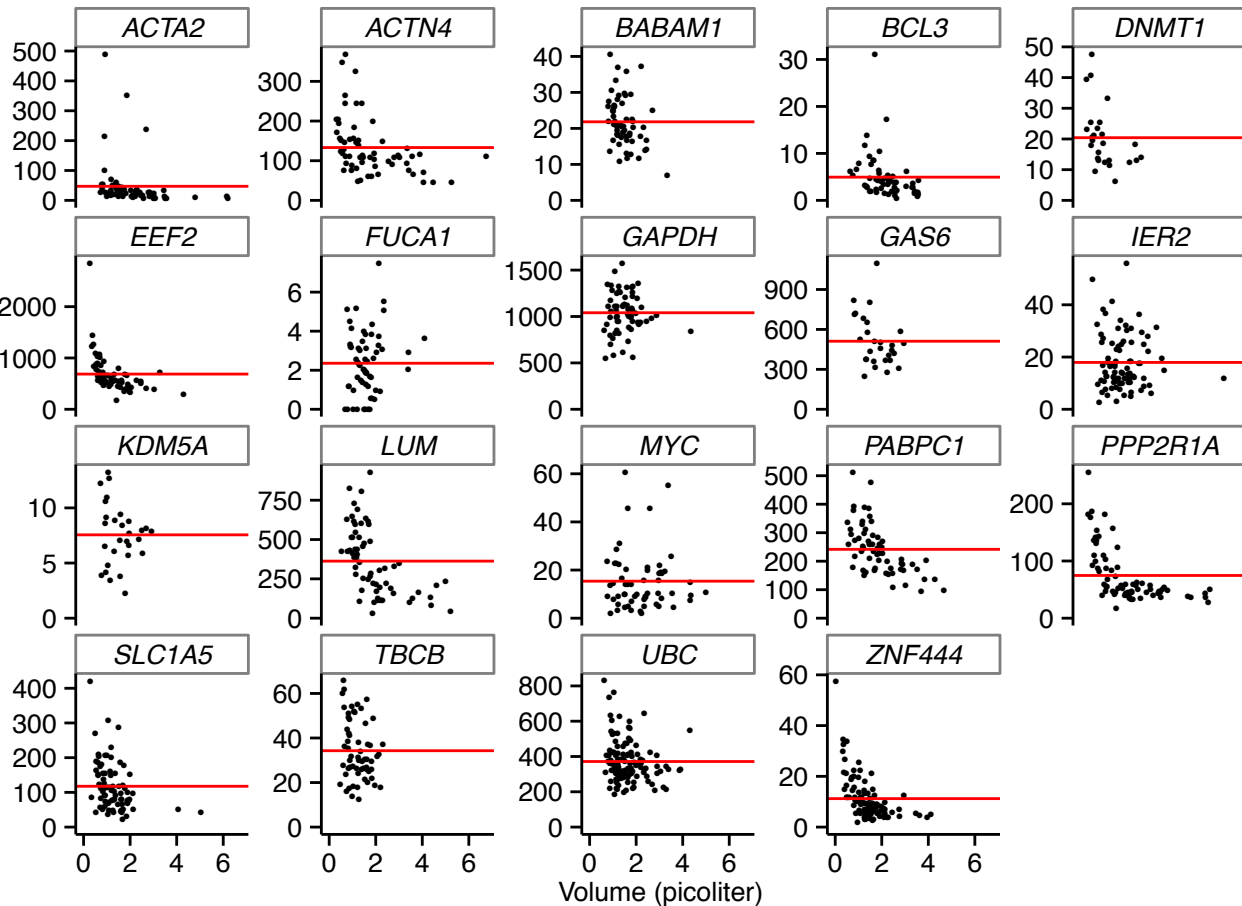 ACTA2 ACTN4 BABAM1 BCL3 DNMT1
500 400 300 200 100 0
300 200 100 0
40 30 20 10 0
30 20 10 0
50 40 30 20 10 0
EEF2 FUCA1 GAPDH GAS6 IER2
2000 1000 0
6 4 2 0
1500 1000 500 0
900 600 300 0
40 20 0
KDM5A LUM MYC PABPC1 PPP2R1A
10 5 0
750 500 250 0
60 40 20 0
500 400 300 200 100 0
200 100 0
SLC1A5 TBCB UBC ZNF444
400 300 200 100 0
60 40 20 0
800 600 400 200 0
60 40 20 0
0 2 4 6 0 2 4 6 0 2 4 6 0 2 4 6
Volume (picoliter)